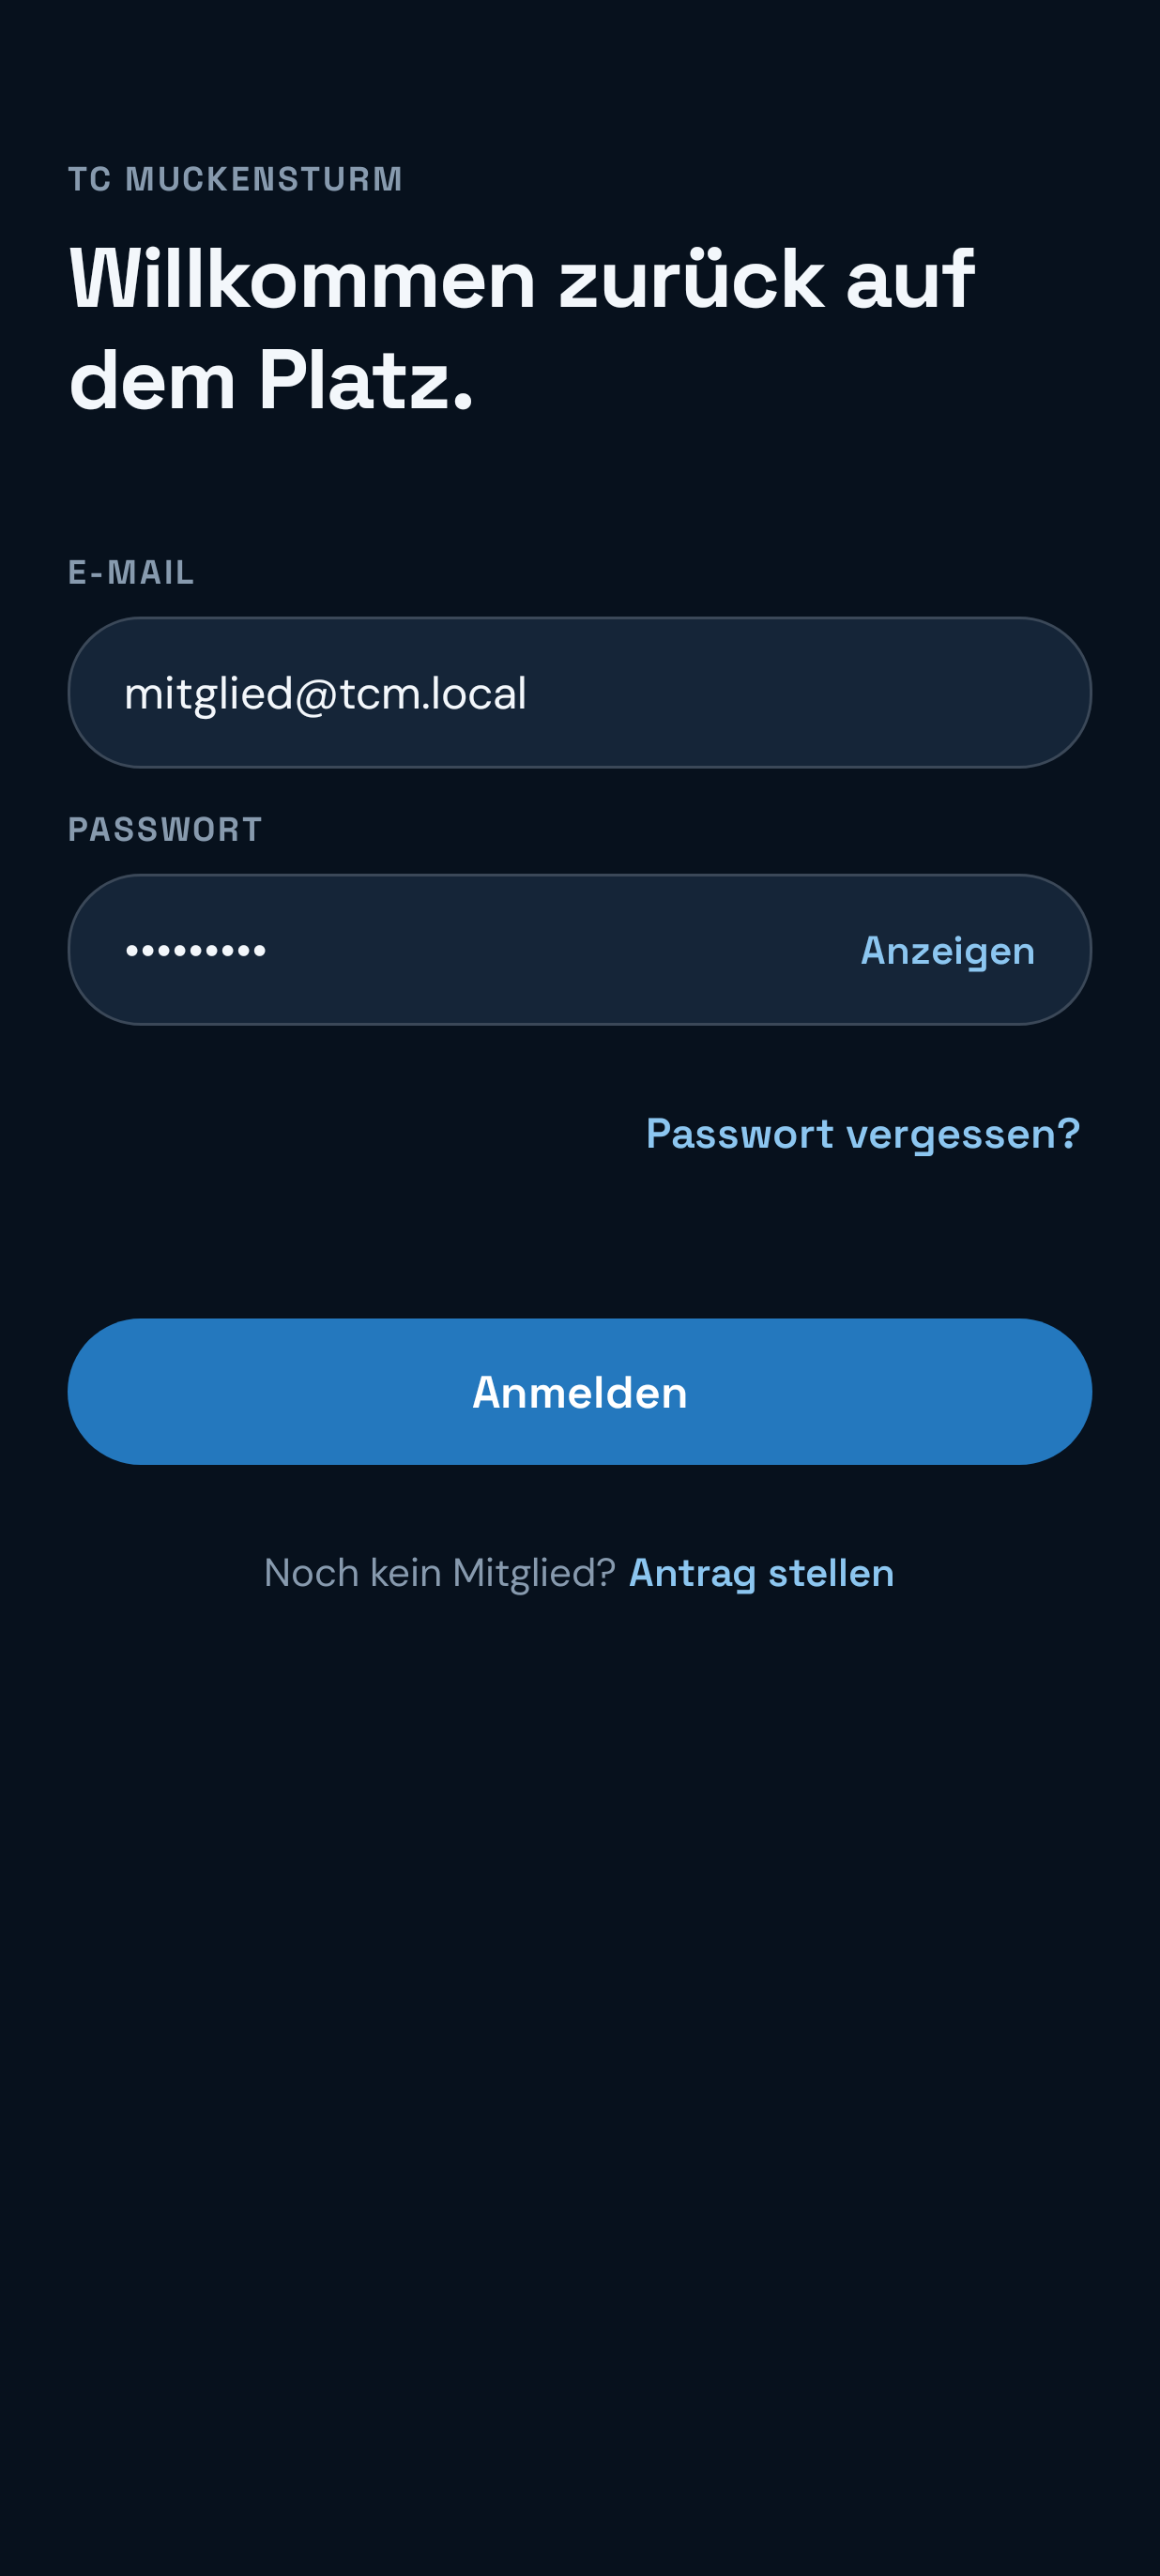 TC MUCKENSTURM
Willkommen zurück auf
dem Platz.
E-MAIL
mitglied@tcm.local
PASSWORT
••••••••• Anzeigen
Passwort vergessen?
Anmelden
Noch kein Mitglied? Antrag stellen